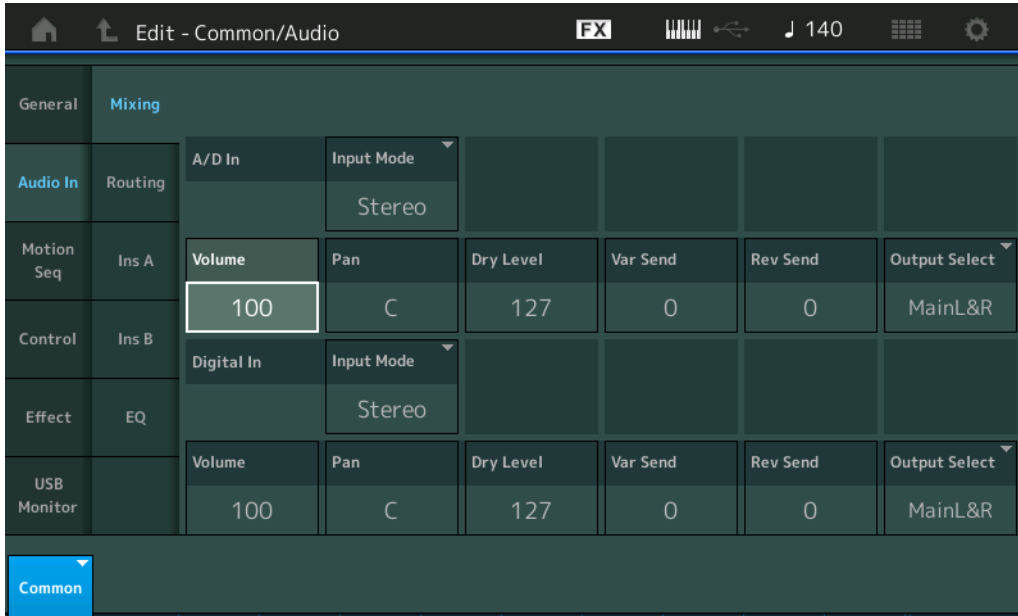 Edit - Common/Audio
FX
♩ 140
General
Mixing
Audio In
Routing
A/D In
Input Mode
Stereo
Motion
Seq
Ins A
Volume
Pan
Dry Level
Var Send
Rev Send
Output Select
100
C
127
0
0
MainL&R
Control
Ins B
Digital In
Input Mode
Stereo
Effect
EQ
USB
Monitor
Volume
Pan
Dry Level
Var Send
Rev Send
Output Select
100
C
127
0
0
MainL&R
Common